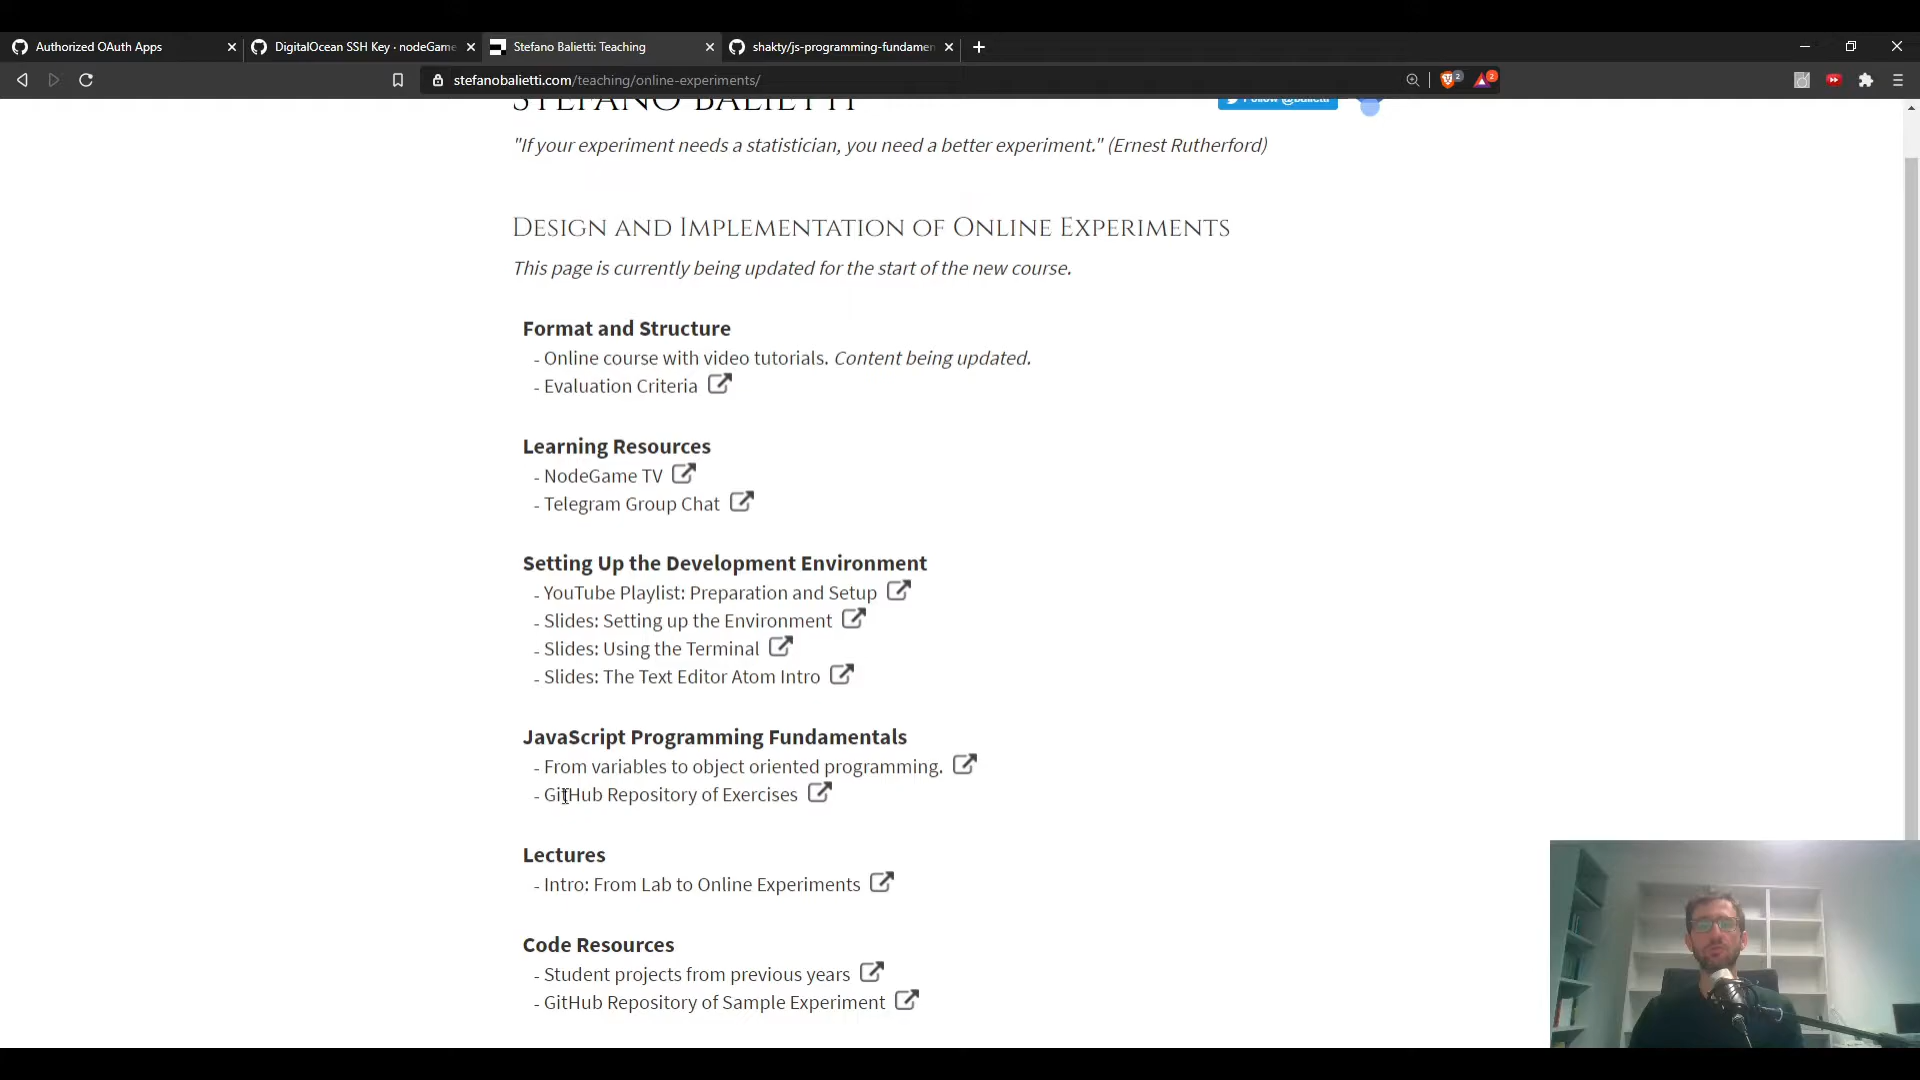 Authorized OAuth Apps
DigitalOcean SSH Key · nodeGame
Stefano Balietti: Teaching
shakty/js-programming-fundamen
stefanobalietti.com/teaching/online-experiments/
2
2
STEFANO BALIETTI
Follow @balietti
"If your experiment needs a statistician, you need a better experiment." (Ernest Rutherford)
Design and Implementation of Online Experiments
This page is currently being updated for the start of the new course.
Format and Structure
- Online course with video tutorials. Content being updated.
- Evaluation Criteria
Learning Resources
- NodeGame TV
- Telegram Group Chat
Setting Up the Development Environment
- YouTube Playlist: Preparation and Setup
- Slides: Setting up the Environment
- Slides: Using the Terminal
- Slides: The Text Editor Atom Intro
JavaScript Programming Fundamentals
- From variables to object oriented programming.
- GitHub Repository of Exercises
Lectures
- Intro: From Lab to Online Experiments
Code Resources
- Student projects from previous years
- GitHub Repository of Sample Experiment